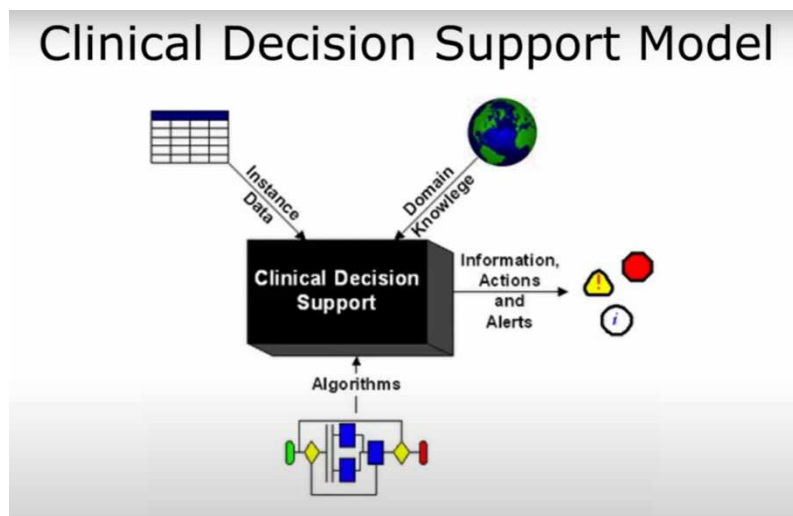 Clinical Decision Support Model
Instance
Data
Domain
Knowlege
Clinical Decision
Support
Information,
Actions
and
Alerts
!
i
Algorithms